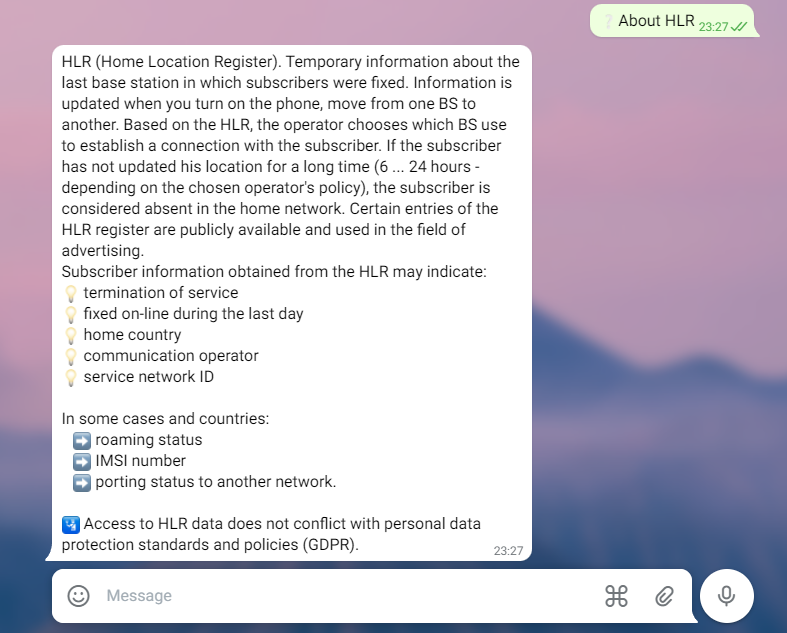 ❔ About HLR 23:27
HLR (Home Location Register). Temporary information about the
last base station in which subscribers were fixed. Information is
updated when you turn on the phone, move from one BS to
another. Based on the HLR, the operator chooses which BS use
to establish a connection with the subscriber. If the subscriber
has not updated his location for a long time (6 ... 24 hours -
depending on the chosen operator's policy), the subscriber is
considered absent in the home network. Certain entries of the
HLR register are publicly available and used in the field of
advertising.
Subscriber information obtained from the HLR may indicate:
💡 termination of service
💡 fixed on-line during the last day
💡 home country
💡 communication operator
💡 service network ID
In some cases and countries:
➡️ roaming status
➡️ IMSI number
➡️ porting status to another network.
🛂 Access to HLR data does not conflict with personal data
protection standards and policies (GDPR).
23:27
Message